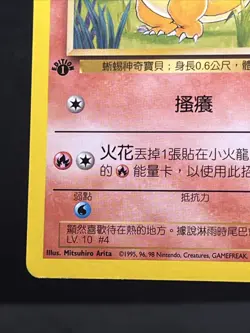 EDITION
1
蜥蜴神奇寶貝；身長0.6公尺，體
搔癢
火花 丟掉1張貼在小火龍
的 能量卡，以使用此招
弱點
抵抗力
顯然喜歡待在熱的地方。據說淋雨時尾巴
LV. 10 #4
Illus. Mitsuhiro Arita ©1995, 96, 98 Nintendo, Creatures, GAMEFREAK.